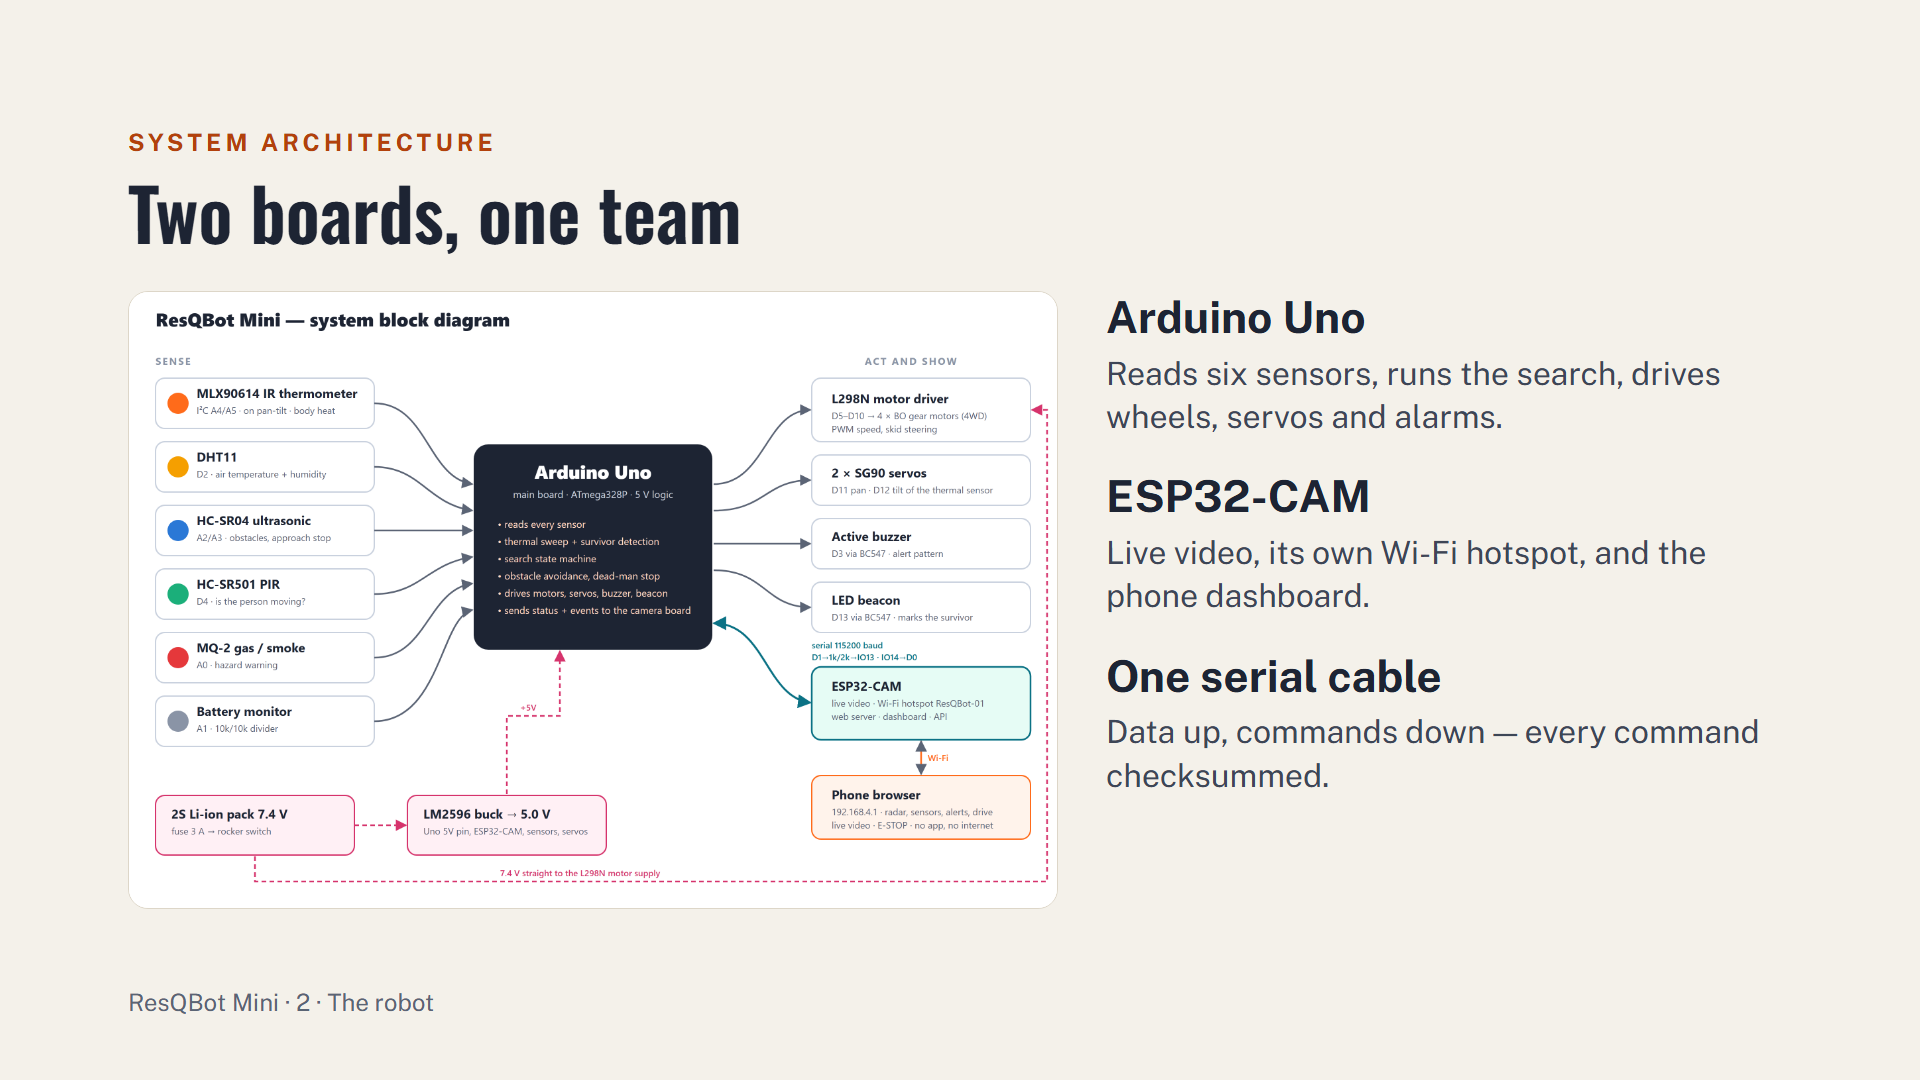 SYSTEM ARCHITECTURE
Two boards, one team
ResQBot Mini — system block diagram
SENSE
MLX90614 IR thermometer
I²C A4/A5 · on pan-tilt · body heat
DHT11
D2 · air temperature + humidity
HC-SR04 ultrasonic
A2/A3 · obstacles, approach stop
HC-SR501 PIR
D4 · is the person moving?
MQ-2 gas / smoke
A0 · hazard warning
Battery monitor
A1 · 10k/10k divider
Arduino Uno
main board · ATmega328P · 5 V logic
• reads every sensor
• thermal sweep + survivor detection
• search state machine
• obstacle avoidance, dead-man stop
• drives motors, servos, buzzer, beacon
• sends status + events to the camera board
ACT AND SHOW
L298N motor driver
D5–D10 → 4 × BO gear motors (4WD)
PWM speed, skid steering
2 × SG90 servos
D11 pan · D12 tilt of the thermal sensor
Active buzzer
D3 via BC547 · alert pattern
LED beacon
D13 via BC547 · marks the survivor
serial 115200 baud
D1→1k/2k→IO13 · IO14→D0
ESP32-CAM
live video · Wi-Fi hotspot ResQBot-01
web server · dashboard · API
Wi-Fi
Phone browser
192.168.4.1 · radar, sensors, alerts, drive
live video · E-STOP · no app, no internet
+5V
2S Li-ion pack 7.4 V
fuse 3 A → rocker switch
LM2596 buck → 5.0 V
Uno 5V pin, ESP32-CAM, sensors, servos
7.4 V straight to the L298N motor supply
Arduino Uno
Reads six sensors, runs the search, drives
wheels, servos and alarms.
ESP32-CAM
Live video, its own Wi-Fi hotspot, and the
phone dashboard.
One serial cable
Data up, commands down — every command
checksummed.
ResQBot Mini · 2 · The robot